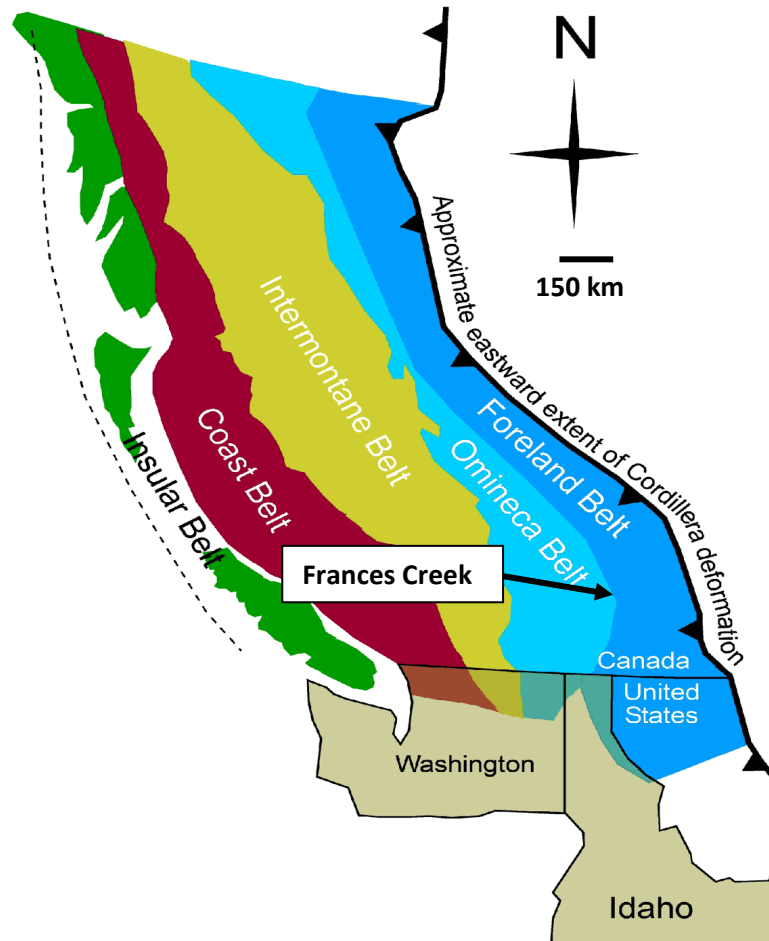 N
150 km
Approximate eastward extent of Cordillera deformation
Intermontane Belt
Foreland Belt
Coast Belt
Omineca Belt
Insular Belt
Frances Creek
Canada
United
States
Washington
Idaho